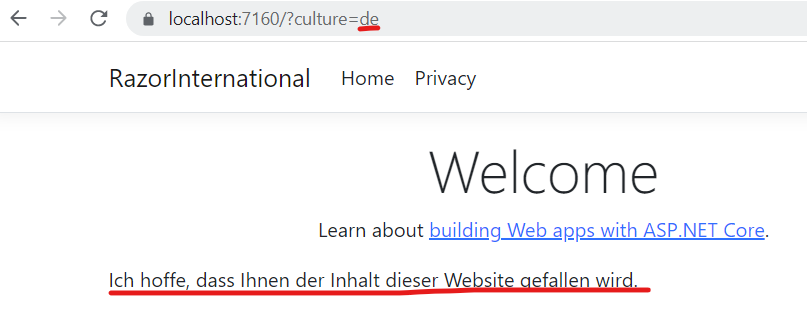 localhost:7160/?culture=de
RazorInternational Home Privacy
Welcome
Learn about building Web apps with ASP.NET Core.
Ich hoffe, dass Ihnen der Inhalt dieser Website gefallen wird.